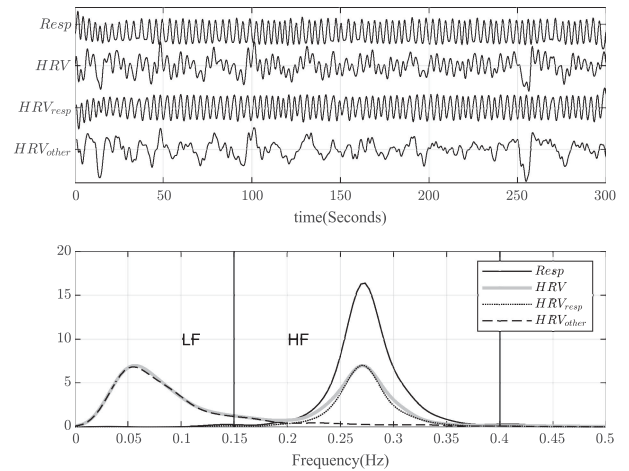 Resp
HRV
HRV_resp
HRV_other
0 50 100 150 200 250 300
time(Seconds)
20
15
10
5
0
LF
HF
Resp
HRV
HRV_resp
HRV_other
0 0.05 0.1 0.15 0.2 0.25 0.3 0.35 0.4 0.45 0.5
Frequency(Hz)